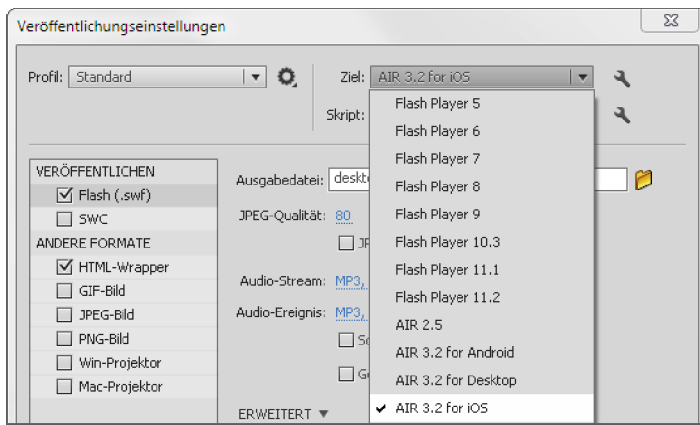 Veröffentlichungseinstellungen
Profil: Standard
Ziel: AIR 3.2 for iOS
Skript:
Flash Player 5
Flash Player 6
Flash Player 7
Flash Player 8
Flash Player 9
Flash Player 10.3
Flash Player 11.1
Flash Player 11.2
AIR 2.5
AIR 3.2 for Android
AIR 3.2 for Desktop
AIR 3.2 for iOS
VERÖFFENTLICHEN
Flash (.swf)
SWC
ANDERE FORMATE
HTML-Wrapper
GIF-Bild
JPEG-Bild
PNG-Bild
Win-Projektor
Mac-Projektor
Ausgabedatei:
JPEG-Qualität: 80
Audio-Stream: MP3,
Audio-Ereignis: MP3,
ERWEITERT